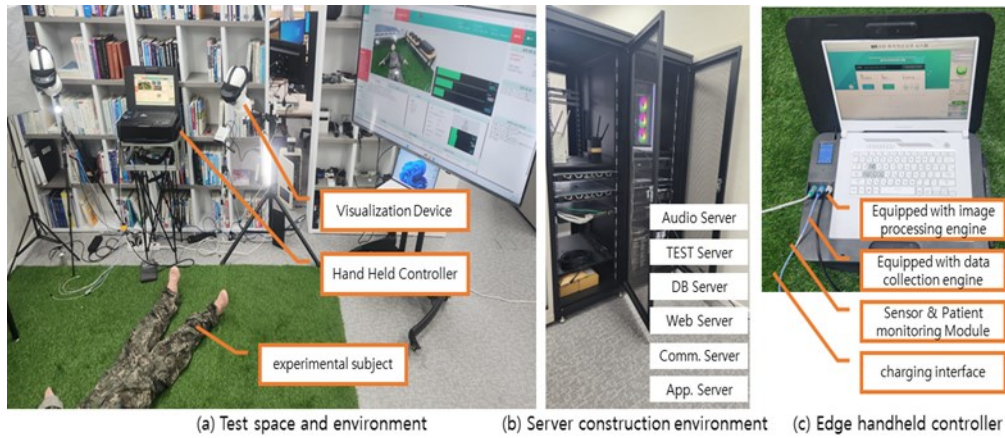 Visualization Device
Hand Held Controller
experimental subject
Audio Server
TEST Server
DB Server
Web Server
Comm. Server
App. Server
Equipped with image
processing engine
Equipped with data
collection engine
Sensor & Patient
monitoring Module
charging interface
(a) Test space and environment
(b) Server construction environment
(c) Edge handheld controller